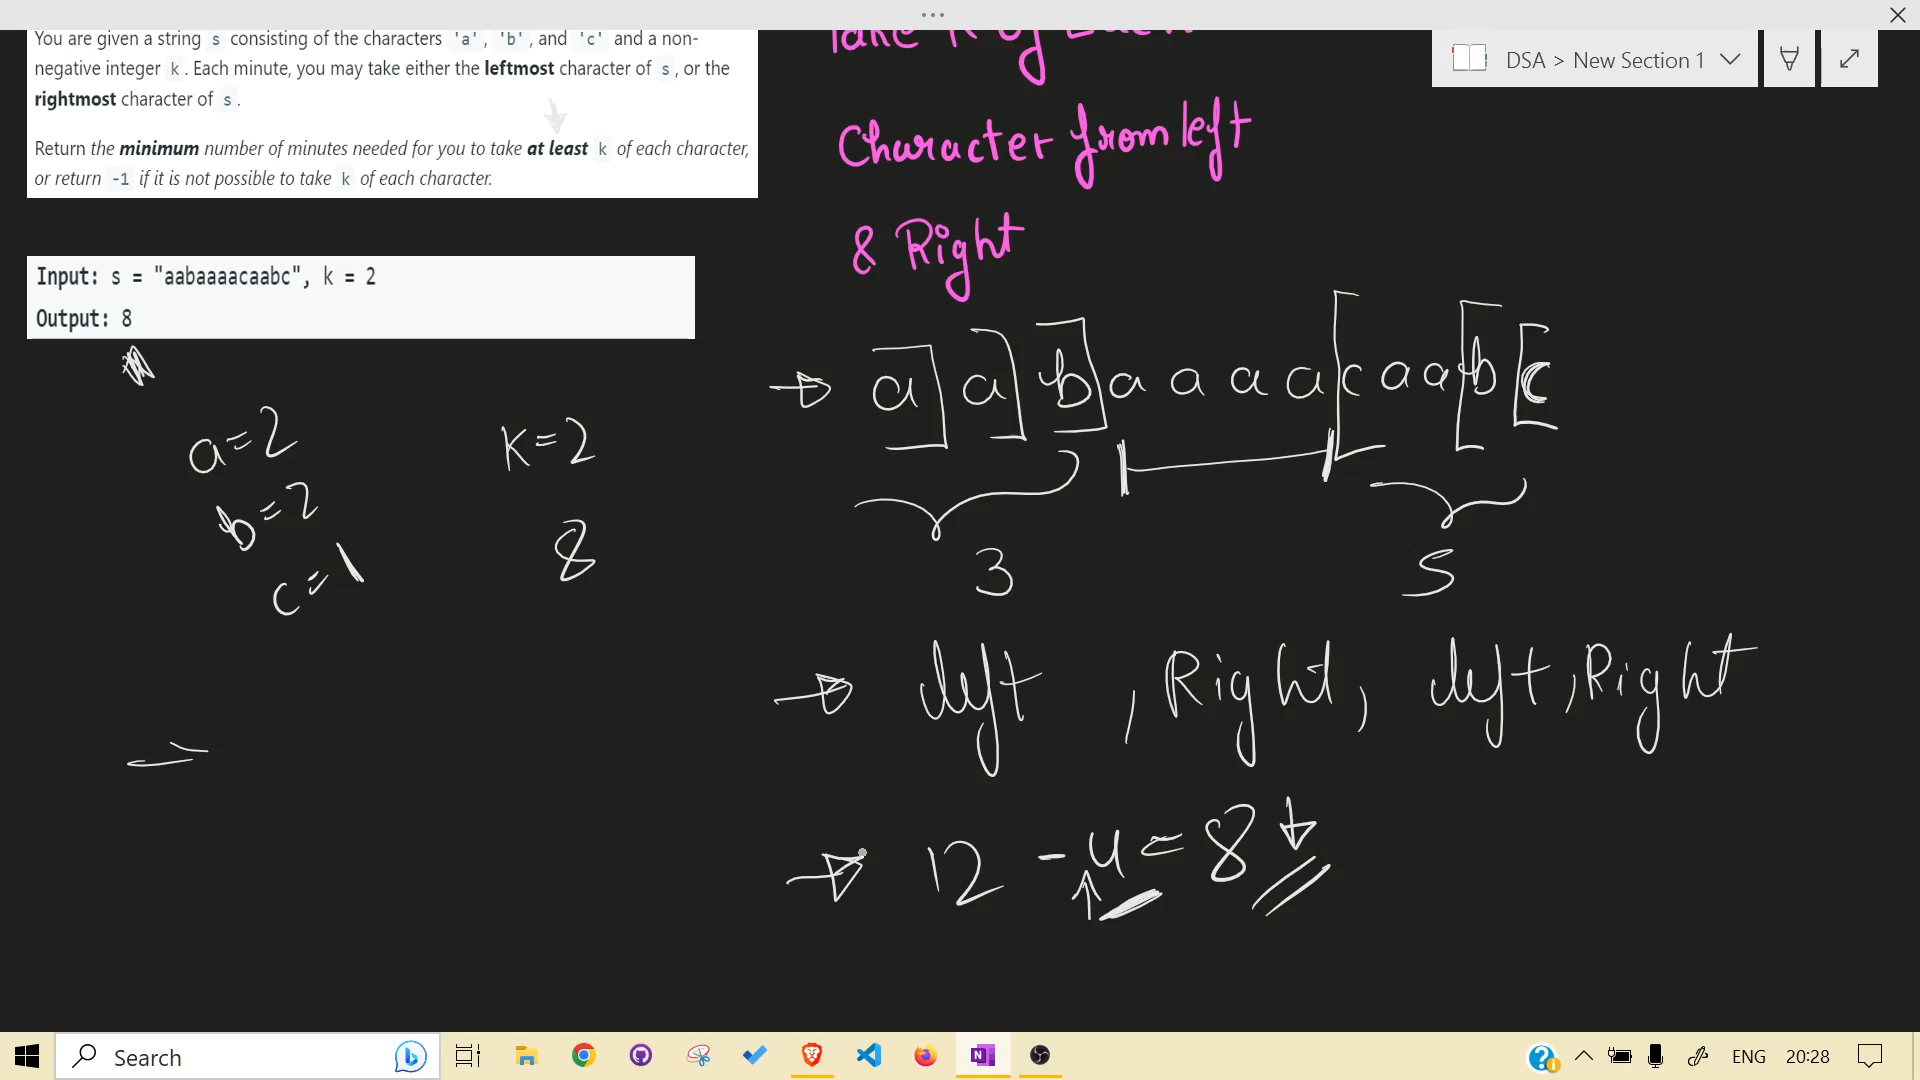 You are given a string s consisting of the characters 'a', 'b', and 'c' and a non-
negative integer k. Each minute, you may take either the leftmost character of s, or the
rightmost character of s.
Return the minimum number of minutes needed for you to take at least k of each character,
or return -1 if it is not possible to take k of each character.
Input: s = "aabaaaacaabc", k = 2
Output: 8
a=2
b=2
c=1
K=2
8
Take K of Each
Character from left
& Right
a a b a a a a c a a b c
3
5
left , Right, left, Right
12 - 4 = 8
DSA > New Section 1
Search
ENG
20:28